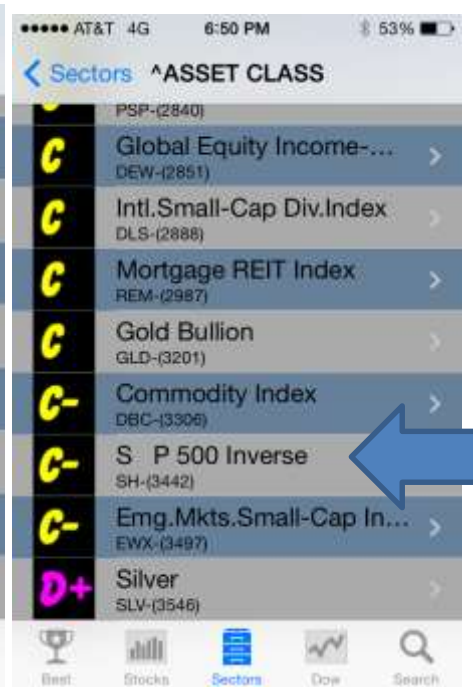 AT&T 4G 6:50 PM 53%
Sectors ^ASSET CLASS
PSP-(2840)
C Global Equity Income-...
DEW-(2851)
C Intl.Small-Cap Div.Index
DLS-(2888)
C Mortgage REIT Index
REM-(2987)
C Gold Bullion
GLD-(3201)
C- Commodity Index
DBC-(3306)
C- S P 500 Inverse
SH-(3442)
C- Emg.Mkts.Small-Cap In...
EWX-(3497)
D+ Silver
SLV-(3546)
Best Stocks Sectors Dow Search